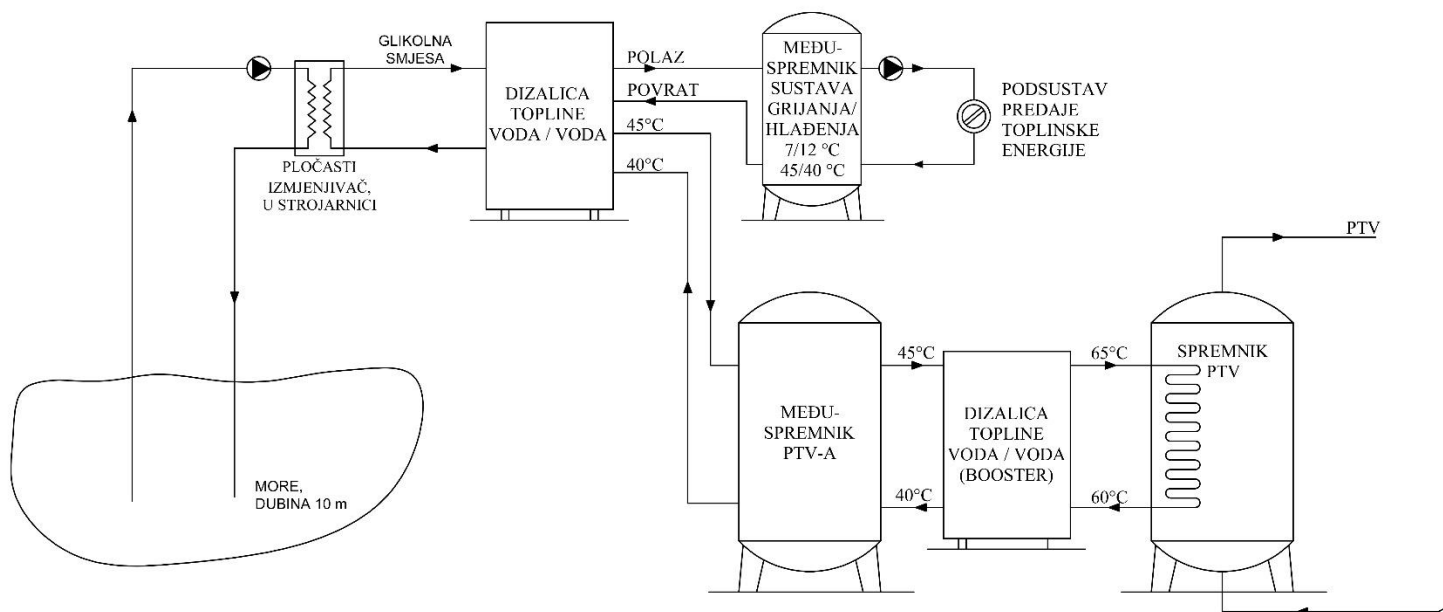 GLIKOLNA
SMJESA
PLOČASTI
IZMJENJIVAČ,
U STROJARNICI
DIZALICA
TOPLINE
VODA / VODA
POLAZ
POVRAT
45°C
40°C
MEĐU-
SPREMNIK
SUSTAVA
GRIJANJA/
HLAĐENJA
7/12 °C
45/40 °C
PODSUSTAV
PREDAJE
TOPLINSKE
ENERGIJE
MORE,
DUBINA 10 m
MEĐU-
SPREMNIK
PTV-A
45°C
40°C
DIZALICA
TOPLINE
VODA / VODA
(BOOSTER)
65°C
60°C
SPREMNIK
PTV
PTV